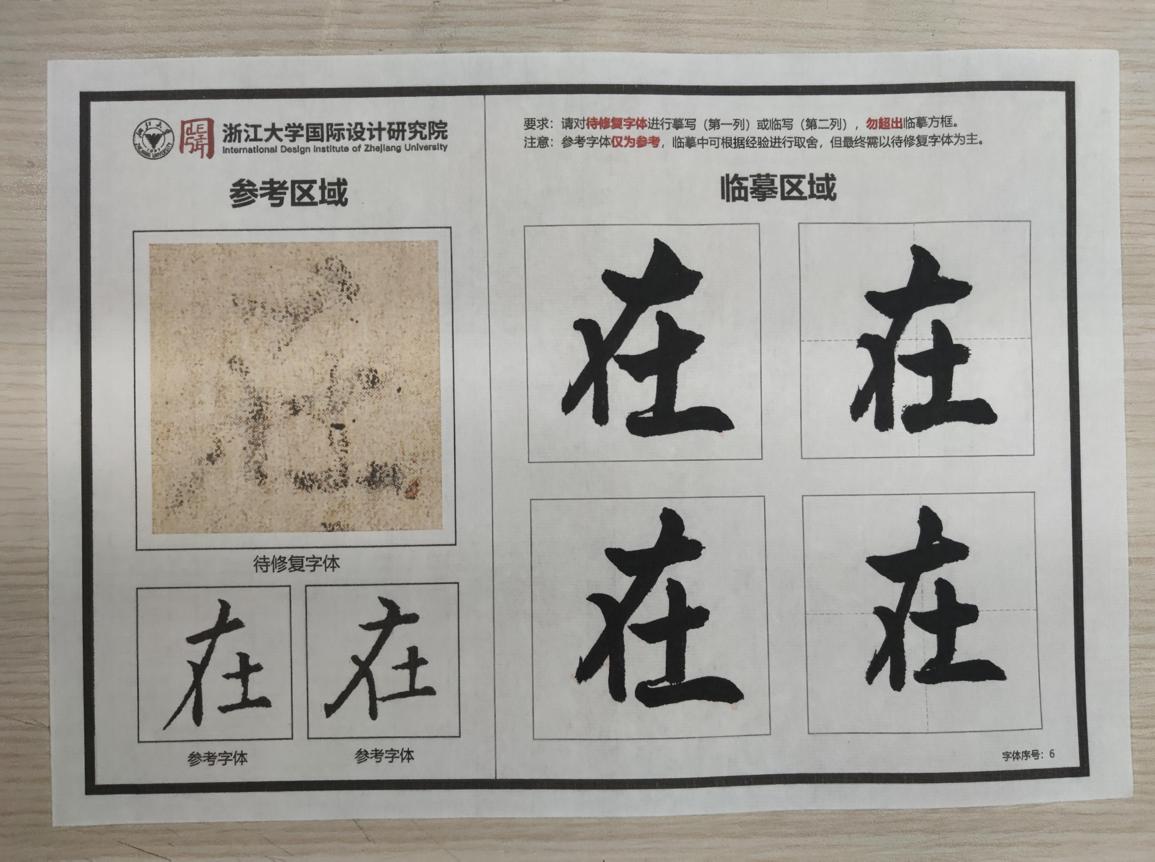 浙江大学国际设计研究院
International Design Institute of Zhejiang University
参考区域
在
待修复字体
在
在
参考字体
参考字体
要求：请对待修复字体进行摹写（第一列）或临写（第二列），勿超出临摹方框。
注意：参考字体仅为参考，临摹中可根据经验进行取舍，但最终需以待修复字体为主。
临摹区域
在
在
在
在
字体序号：6